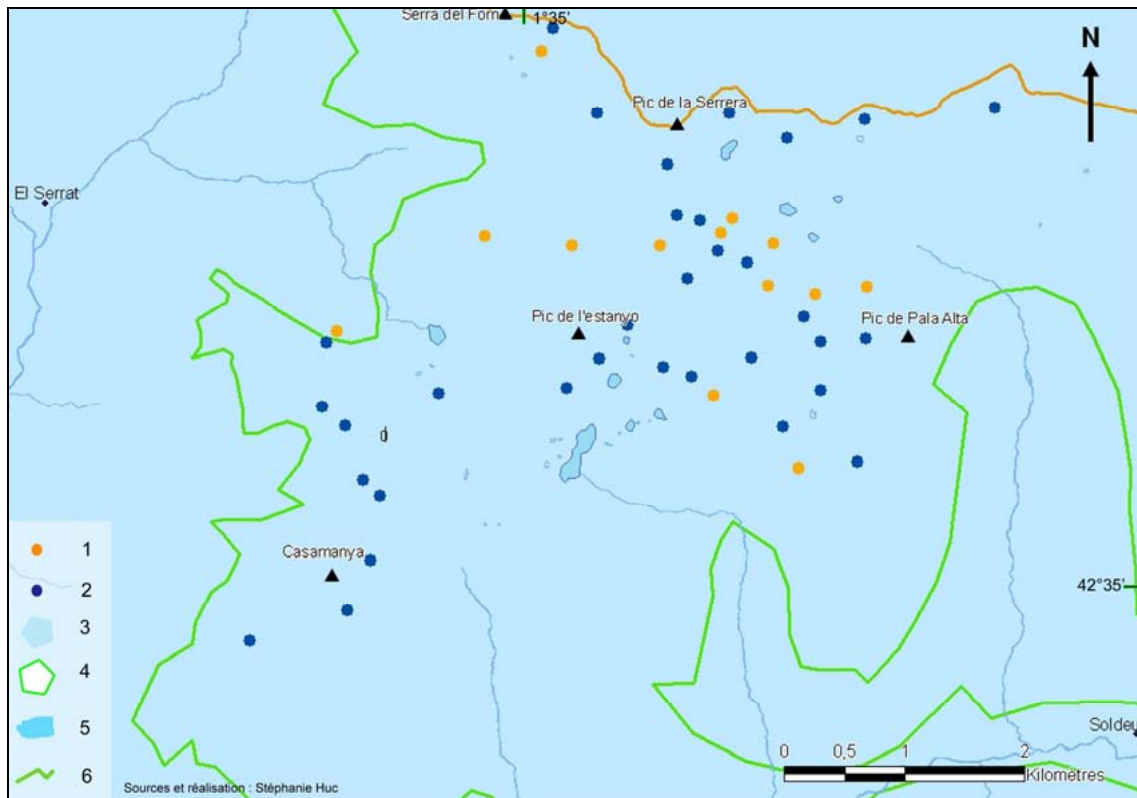 Serra del Forn
1°35'
N
Pic de la Serrera
El Serrat
Pic de l'estanyo
Pic de Pala Alta
Casamanya
42°35'
1
2
3
4
5
6
Soldeu
0 0,5 1 2
Kilomètres
Sources et réalisation : Stéphanie Huc